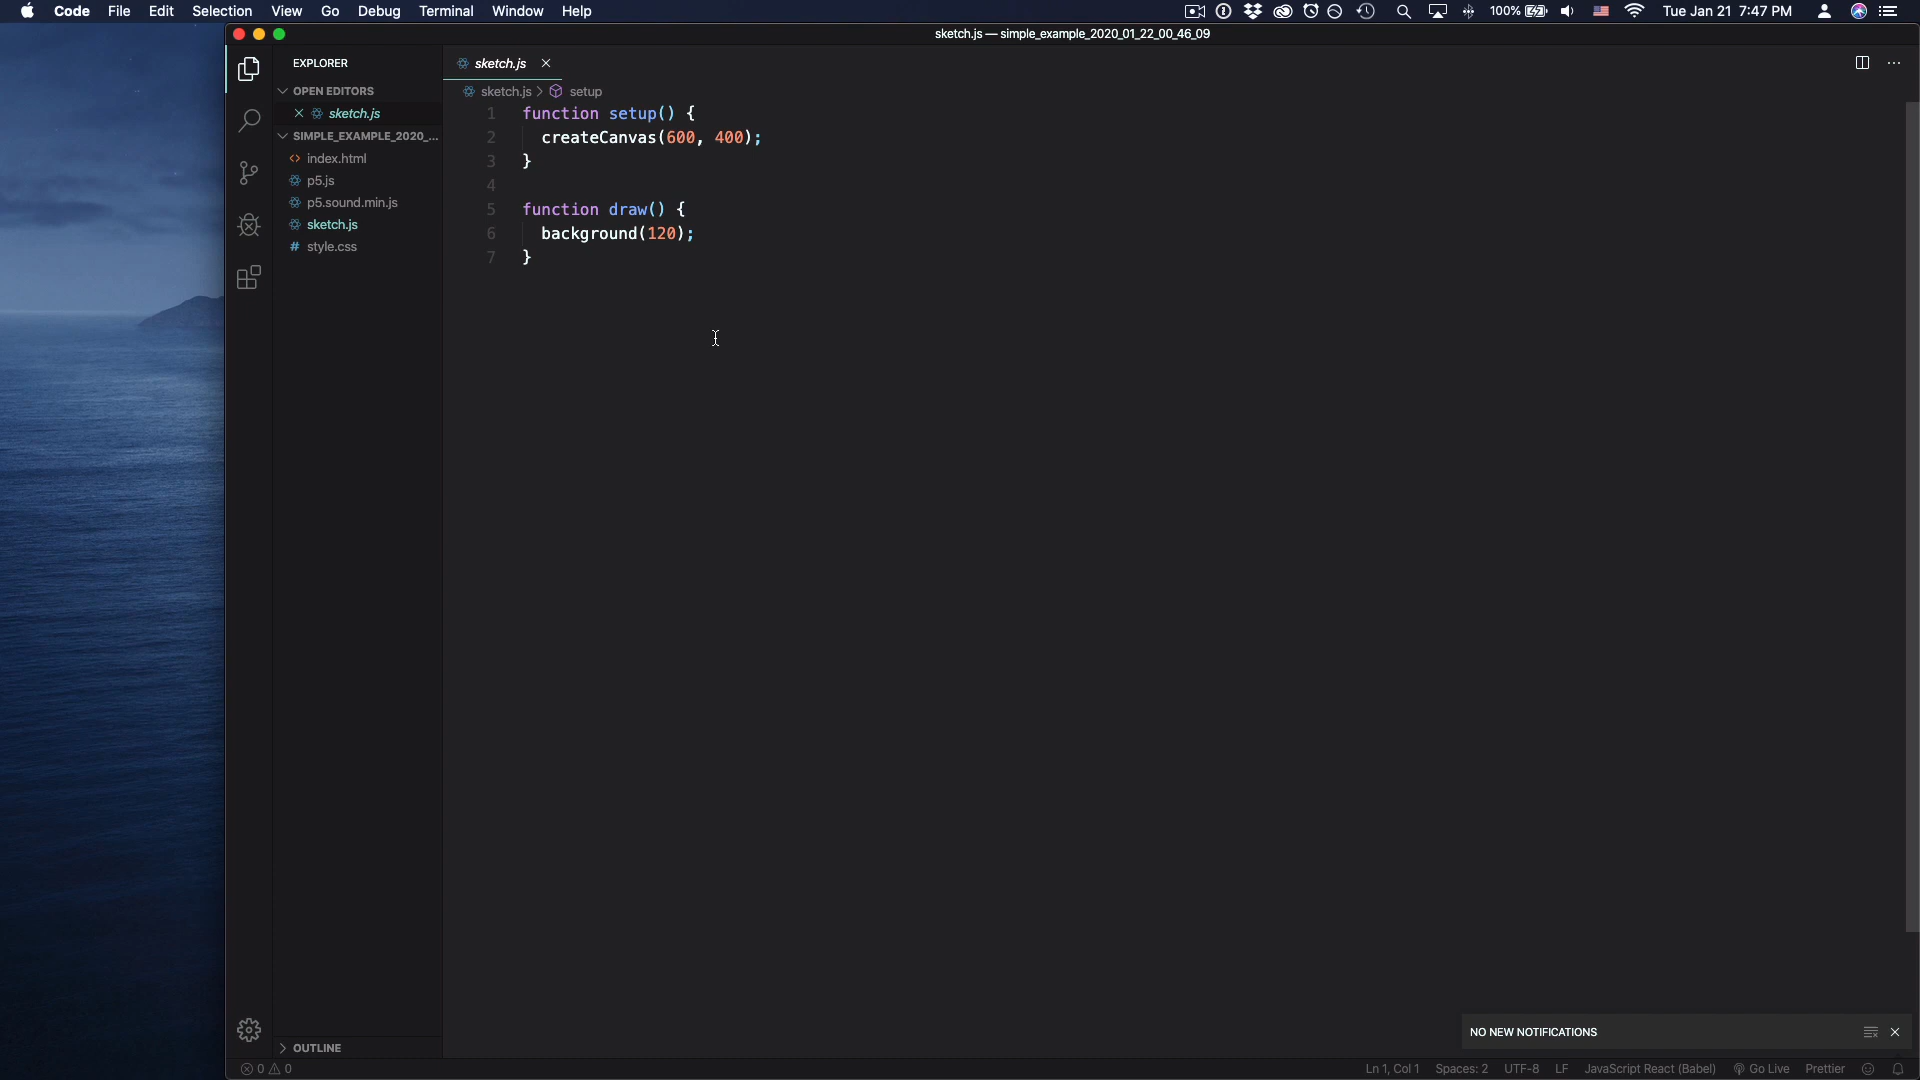 Code File Edit Selection View Go Debug Terminal Window Help 100% Tue Jan 21 7:47 PM
sketch.js — simple_example_2020_01_22_00_46_09
EXPLORER
sketch.js
OPEN EDITORS
sketch.js
SIMPLE_EXAMPLE_2020_...
index.html
p5.js
p5.sound.min.js
sketch.js
# style.css
sketch.js > setup
1 function setup() {
2 createCanvas(600, 400);
3 }
4
5 function draw() {
6 background(120);
7 }
NO NEW NOTIFICATIONS
OUTLINE
0 0 Ln 1, Col 1 Spaces: 2 UTF-8 LF JavaScript React (Babel) Go Live Prettier